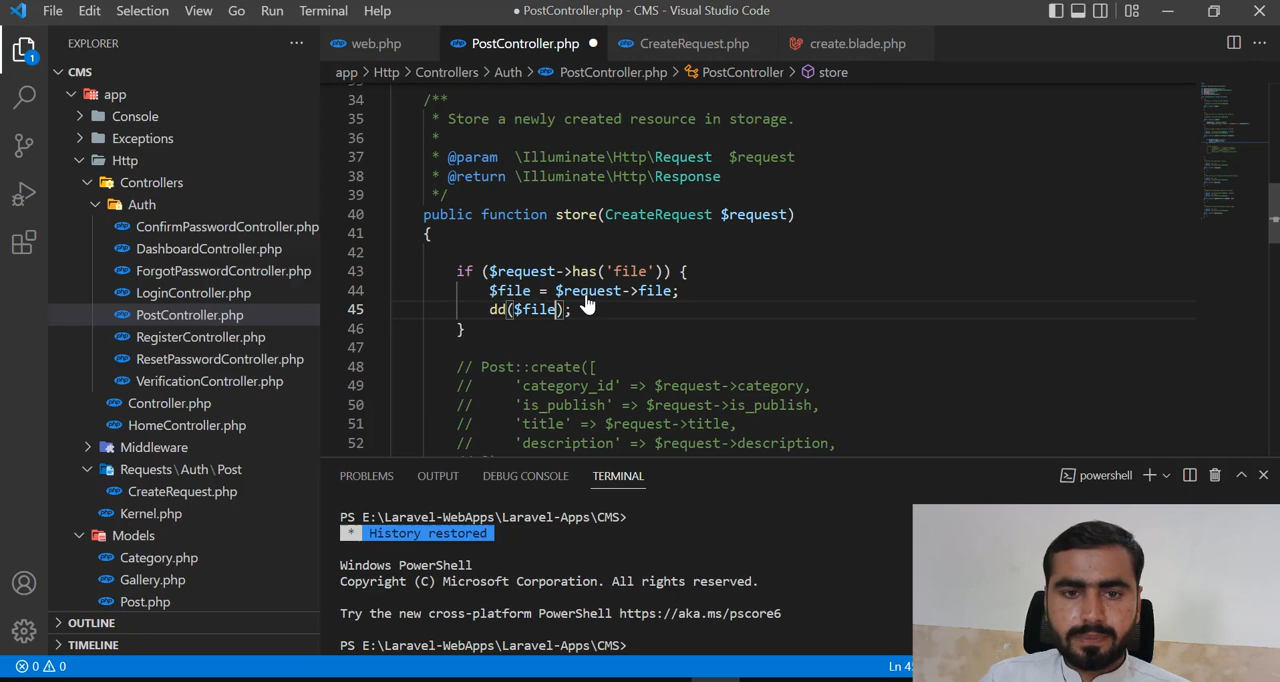 File Edit Selection View Go Run Terminal Help
● PostController.php - CMS - Visual Studio Code
EXPLORER
1
CMS
app
Console
Exceptions
Http
Controllers
Auth
ConfirmPasswordController.php
DashboardController.php
ForgotPasswordController.php
LoginController.php
PostController.php
RegisterController.php
ResetPasswordController.php
VerificationController.php
Controller.php
HomeController.php
Middleware
Requests\Auth\Post
CreateRequest.php
Kernel.php
Models
Category.php
Gallery.php
Post.php
OUTLINE
TIMELINE
web.php PostController.php ● CreateRequest.php create.blade.php
app > Http > Controllers > Auth > PostController.php > PostController > store
34 /**
35 * Store a newly created resource in storage.
36 *
37 * @param \Illuminate\Http\Request $request
38 * @return \Illuminate\Http\Response
39 */
40 public function store(CreateRequest $request)
41 {
42
43 if ($request->has('file')) {
44 $file = $request->file;
45 dd($file);
46 }
47
48 // Post::create([
49 // 'category_id' => $request->category,
50 // 'is_publish' => $request->is_publish,
51 // 'title' => $request->title,
52 // 'description' => $request->description,
PROBLEMS OUTPUT DEBUG CONSOLE TERMINAL
powershell
PS E:\Laravel-WebApps\Laravel-Apps\CMS>
* History restored
Windows PowerShell
Copyright (C) Microsoft Corporation. All rights reserved.
Try the new cross-platform PowerShell https://aka.ms/pscore6
PS E:\Laravel-WebApps\Laravel-Apps\CMS>
0 0